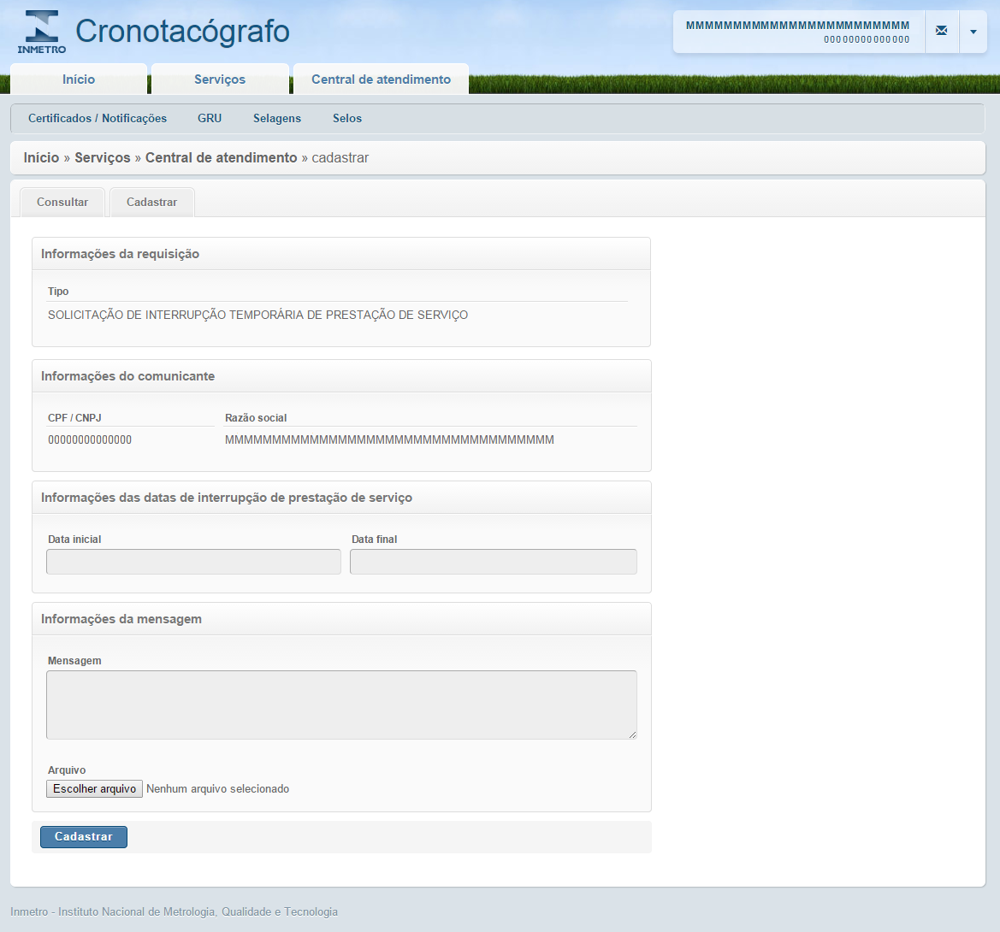 INMETRO
Cronotacógrafo
MMMMMMMMMMMMMMMMMMMMMMMM
00000000000000
Início
Serviços
Central de atendimento
Certificados / Notificações
GRU
Selagens
Selos
Início » Serviços » Central de atendimento » cadastrar
Consultar
Cadastrar
Informações da requisição
Tipo
SOLICITAÇÃO DE INTERRUPÇÃO TEMPORÁRIA DE PRESTAÇÃO DE SERVIÇO
Informações do comunicante
CPF / CNPJ
Razão social
00000000000000
MMMMMMMMMMMMMMMMMMMMMMMMMMMMMMMMMMM
Informações das datas de interrupção de prestação de serviço
Data inicial
Data final
Informações da mensagem
Mensagem
Arquivo
Escolher arquivo
Nenhum arquivo selecionado
Cadastrar
Inmetro - Instituto Nacional de Metrologia, Qualidade e Tecnologia